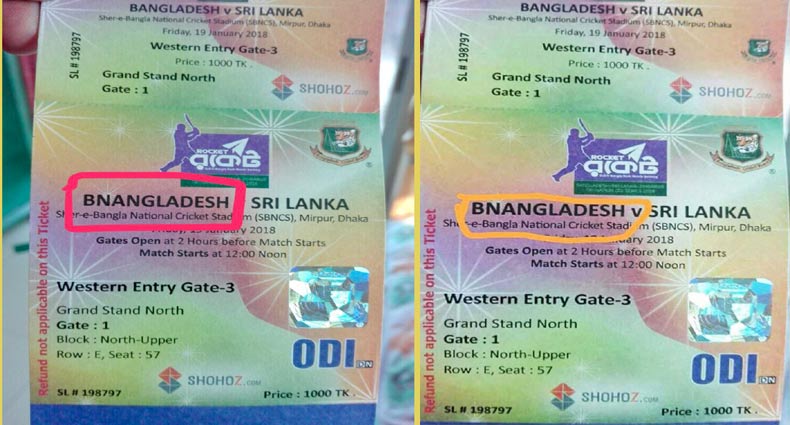 BANGLADESH v SRI LANKA
Sher-e-Bangla National Cricket Stadium (SBNCS), Mirpur, Dhaka
Friday, 19 January 2018
Western Entry Gate-3
Price : 1000 TK .
Grand Stand North
Gate : 1
SHOHOZ.COM
SL # 198797
ROCKET
রকেট
BNANGLADESH SRI LANKA
Sher-e-Bangla National Cricket Stadium (SBNCS), Mirpur, Dhaka
Friday, 19 January 2018
Gates Open at 2 Hours before Match Starts
Match Starts at 12:00 Noon
Refund not applicable on this Ticket
Western Entry Gate-3
Grand Stand North
Gate : 1
Block : North-Upper
Row : E, Seat : 57
ODI DN
SHOHOZ.COM
SL # 198797
Price : 1000 TK .
BANGLADESH v SRI LANKA
Sher-e-Bangla National Cricket Stadium (SBNCS), Mirpur, Dhaka
Friday, 19 January 2018
Western Entry Gate-3
Price : 1000 TK .
Grand Stand North
Gate : 1
SHOHOZ.COM
SL # 198797
ROCKET
রকেট
BNANGLADESH v SRI LANKA
Sher-e-Bangla National Cricket Stadium (SBNCS), Mirpur, Dhaka
2018
Gates Open at 2 Hours before Match Starts
Match Starts at 12:00 Noon
Refund not applicable on this Ticket
Western Entry Gate-3
Grand Stand North
Gate : 1
Block : North-Upper
Row : E, Seat : 57
ODI DN
SHOHOZ.COM
SL # 198797
Price : 1000 TK .